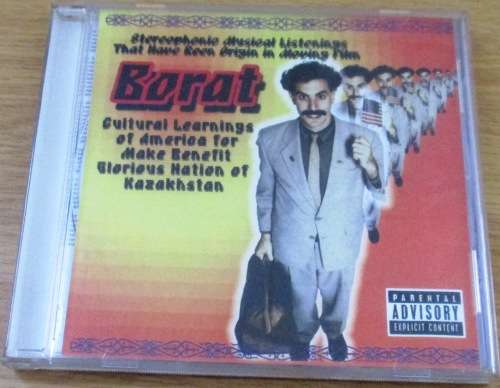 Stereophonic Musical Listenings
That Have Been Origin in Moving Film
Borat
Cultural Learnings
of America for
Make Benefit
Glorious Nation of
Kazakhstan
PARENTAL
ADVISORY
EXPLICIT CONTENT